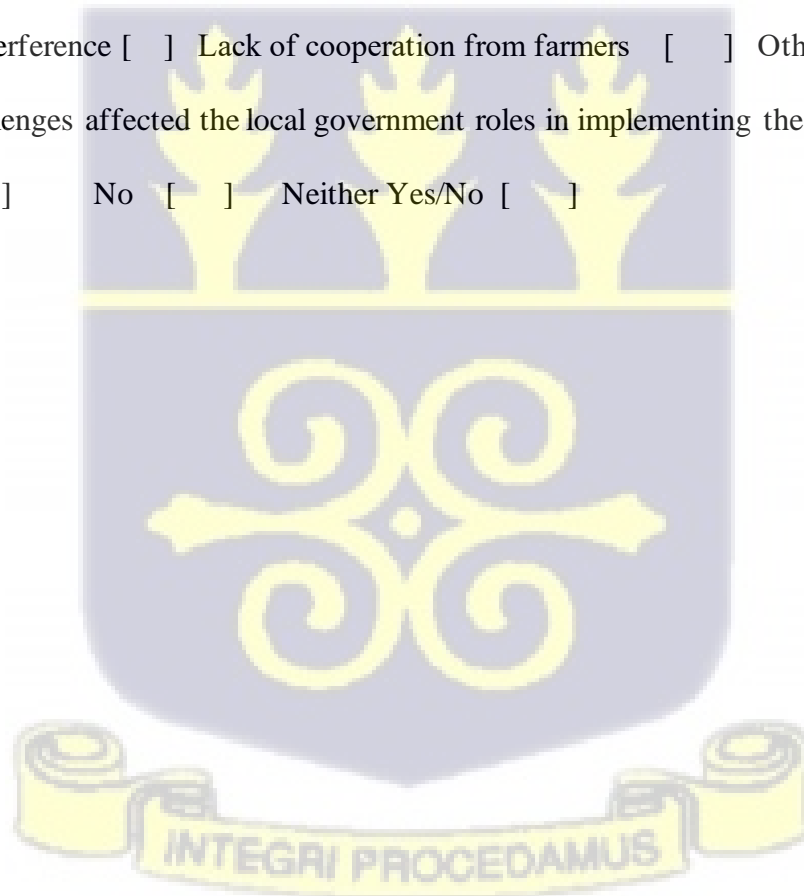 erference [ ] Lack of cooperation from farmers [ ] Oth
enges affected the local government roles in implementing the
] No [ ] Neither Yes/No [ ]
INTEGRI PROCEDAMUS